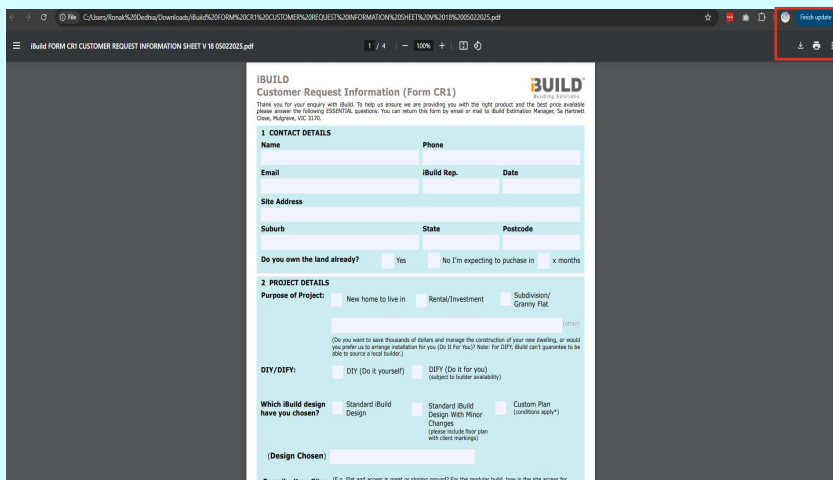 File C:/Users/Ronak%20Dedhia/Downloads/iBuild%20FORM%20CR1%20CUSTOMER%20REQUEST%20INFORMATION%20SHEET%20V%2018%2005022025.pdf
Finish update
iBuild FORM CR1 CUSTOMER REQUEST INFORMATION SHEET V 18 05022025.pdf
1 / 4
100%
iBUILD
Customer Request Information (Form CR1)
iBUILD
Building Solutions
Thank you for your enquiry with iBuild. To help us ensure we are providing you with the right product and the best price available
please answer the following ESSENTIAL questions. You can return this form by email or mail to iBuild Estimation Manager, 5a Hartnett
Close, Mulgrave, VIC 3170.
1 CONTACT DETAILS
Name Phone
Email iBuild Rep. Date
Site Address
Suburb State Postcode
Do you own the land already? Yes No I'm expecting to puchase in x months
2 PROJECT DETAILS
Purpose of Project: New home to live in Rental/Investment Subdivision/
Granny Flat
(other)
(Do you want to save thousands of dollars and manage the construction of your new dwelling, or would
you prefer us to arrange installation for you (Do It For You)? Note: For DIFY, iBuild can't guarantee to be
able to source a local builder.)
DIY/DIFY: DIY (Do it yourself) DIFY (Do it for you)
(subject to builder availability)
Which iBuild design
have you chosen?
Standard iBuild
Design
Standard iBuild
Design With Minor
Changes
(please include floor plan
with client markings)
Custom Plan
(conditions apply*)
(Design Chosen)